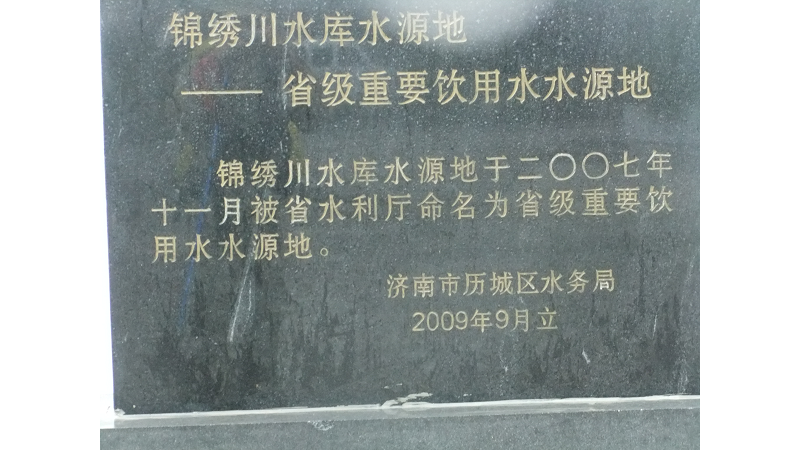 锦绣川水库水源地
—— 省级重要饮用水水源地
锦绣川水库水源地于二〇〇七年
十一月被省水利厅命名为省级重要饮
用水水源地。
济南市历城区水务局
2009年9月立